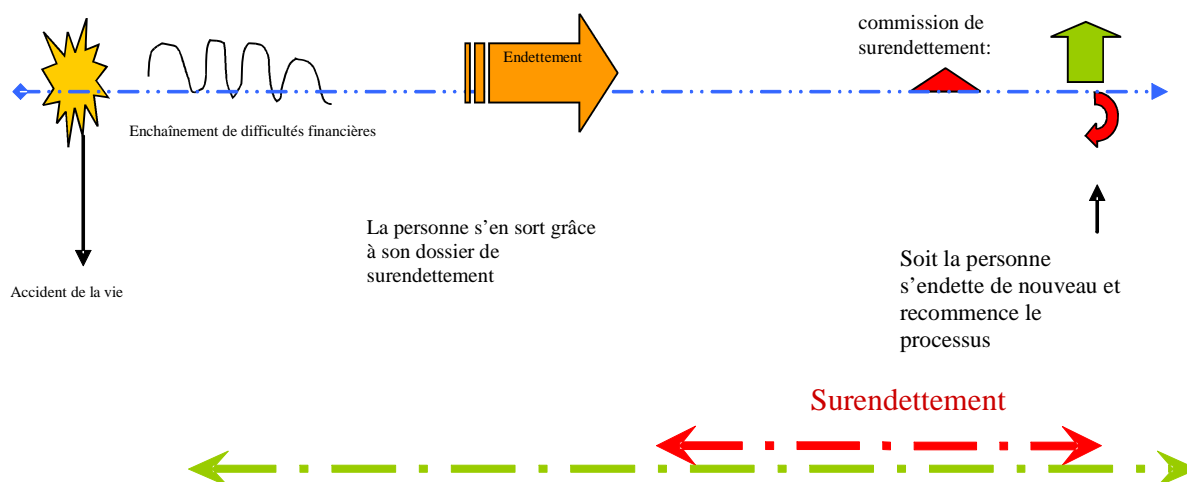 commission de
surendettement:
Endettement
Enchaînement de difficultés financières
La personne s’en sort grâce
à son dossier de
surendettement
Accident de la vie
Soit la personne
s’endette de nouveau et
recommence le
processus
Surendettement